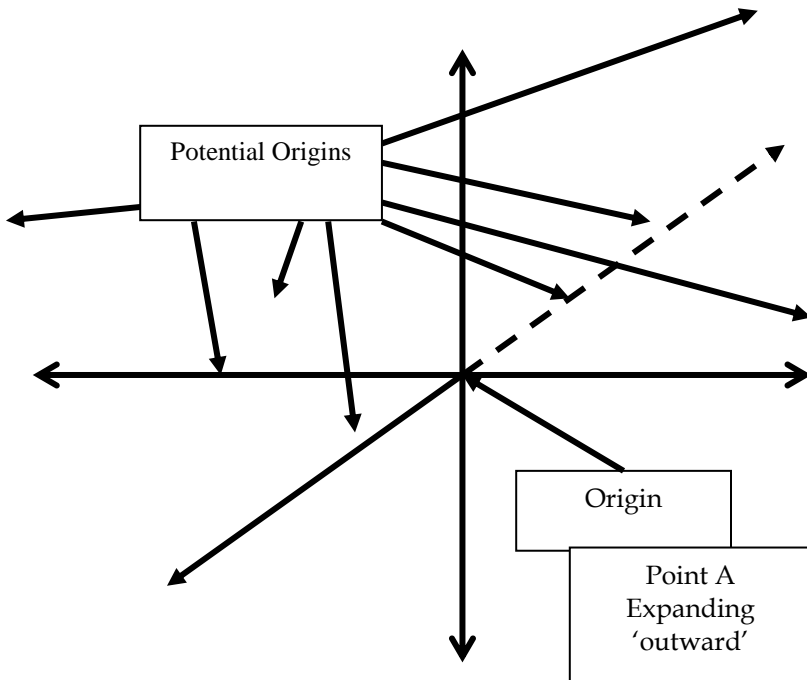 Potential Origins
Origin
Point A
Expanding
‘outward’